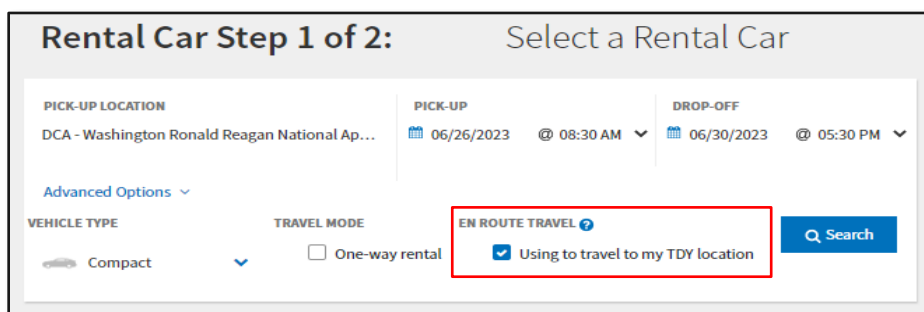 Rental Car Step 1 of 2: Select a Rental Car
PICK-UP LOCATION PICK-UP DROP-OFF
DCA - Washington Ronald Reagan National Ap... 06/26/2023 @ 08:30 AM 06/30/2023 @ 05:30 PM
Advanced Options
VEHICLE TYPE TRAVEL MODE EN ROUTE TRAVEL ?
Compact One-way rental Using to travel to my TDY location Search